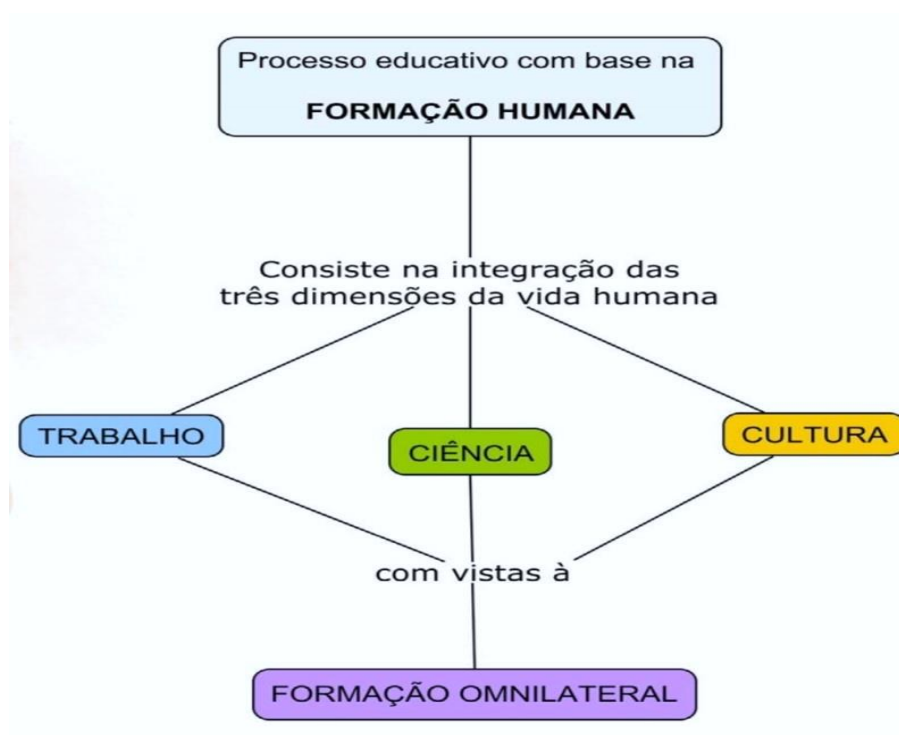 Processo educativo com base na
FORMAÇÃO HUMANA
Consiste na integração das
três dimensões da vida humana
TRABALHO
CIÊNCIA
CULTURA
com vistas à
FORMAÇÃO OMNILATERAL